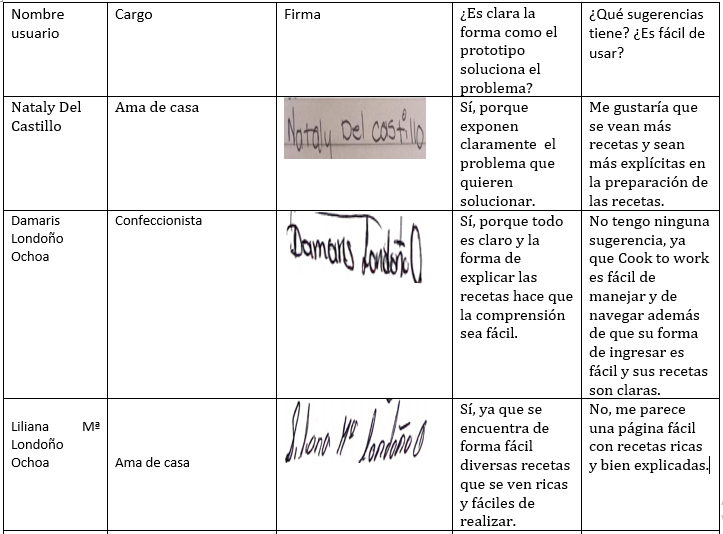 Nombre
usuario
Cargo
Firma
¿Es clara la
forma como el
prototipo
soluciona el
problema?
¿Qué sugerencias
tiene? ¿Es fácil de
usar?
Nataly Del
Castillo
Ama de casa
Nataly Del castillo
Sí, porque
exponen
claramente el
problema que
quieren
solucionar.
Me gustaría que
se vean más
recetas y sean
más explícitas en
la preparación de
las recetas.
Damaris
Londoño
Ochoa
Confeccionista
Damaris Londoño O
Sí, porque todo
es claro y la
forma de
explicar las
recetas hace que
la comprensión
sea fácil.
No tengo ninguna
sugerencia, ya
que Cook to work
es fácil de
manejar y de
navegar además
de que su forma
de ingresar es
fácil y sus recetas
son claras.
Liliana Mª
Londoño
Ochoa
Ama de casa
Liliana Mª Londoño O
Sí, ya que se
encuentra de
forma fácil
diversas recetas
que se ven ricas
y fáciles de
realizar.
No, me parece
una página fácil
con recetas ricas
y bien explicadas.